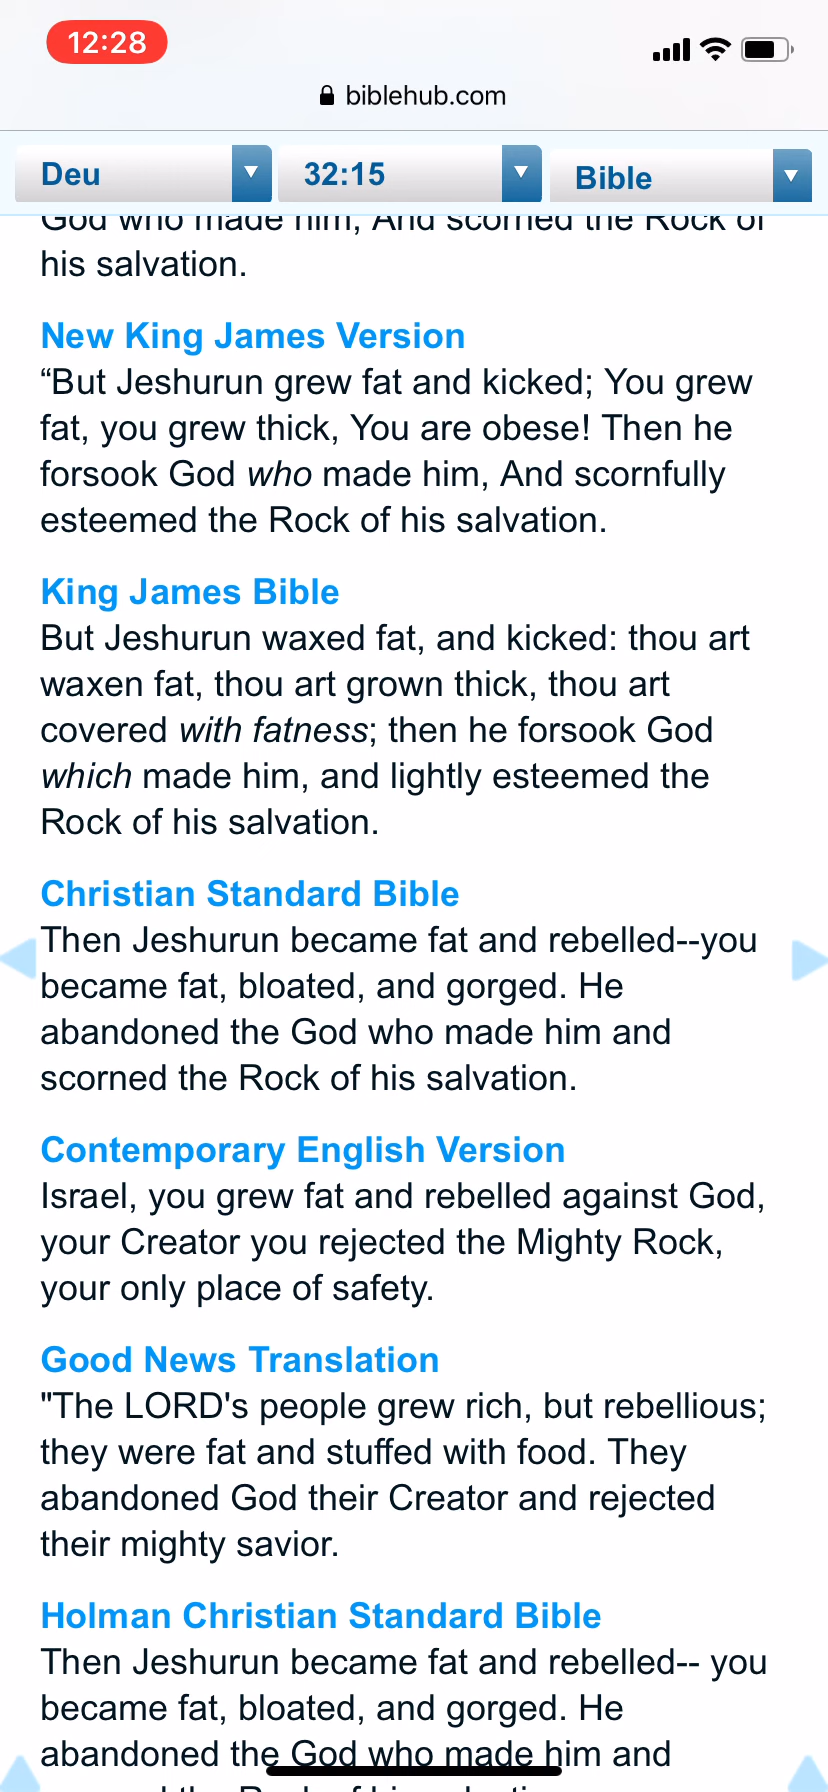 12:28
biblehub.com
Deu
32:15
Bible
God who made him, And scorned the Rock of
his salvation.
New King James Version
“But Jeshurun grew fat and kicked; You grew
fat, you grew thick, You are obese! Then he
forsook God who made him, And scornfully
esteemed the Rock of his salvation.
King James Bible
But Jeshurun waxed fat, and kicked: thou art
waxen fat, thou art grown thick, thou art
covered with fatness; then he forsook God
which made him, and lightly esteemed the
Rock of his salvation.
Christian Standard Bible
Then Jeshurun became fat and rebelled--you
became fat, bloated, and gorged. He
abandoned the God who made him and
scorned the Rock of his salvation.
Contemporary English Version
Israel, you grew fat and rebelled against God,
your Creator you rejected the Mighty Rock,
your only place of safety.
Good News Translation
"The LORD's people grew rich, but rebellious;
they were fat and stuffed with food. They
abandoned God their Creator and rejected
their mighty savior.
Holman Christian Standard Bible
Then Jeshurun became fat and rebelled-- you
became fat, bloated, and gorged. He
abandoned the God who made him and